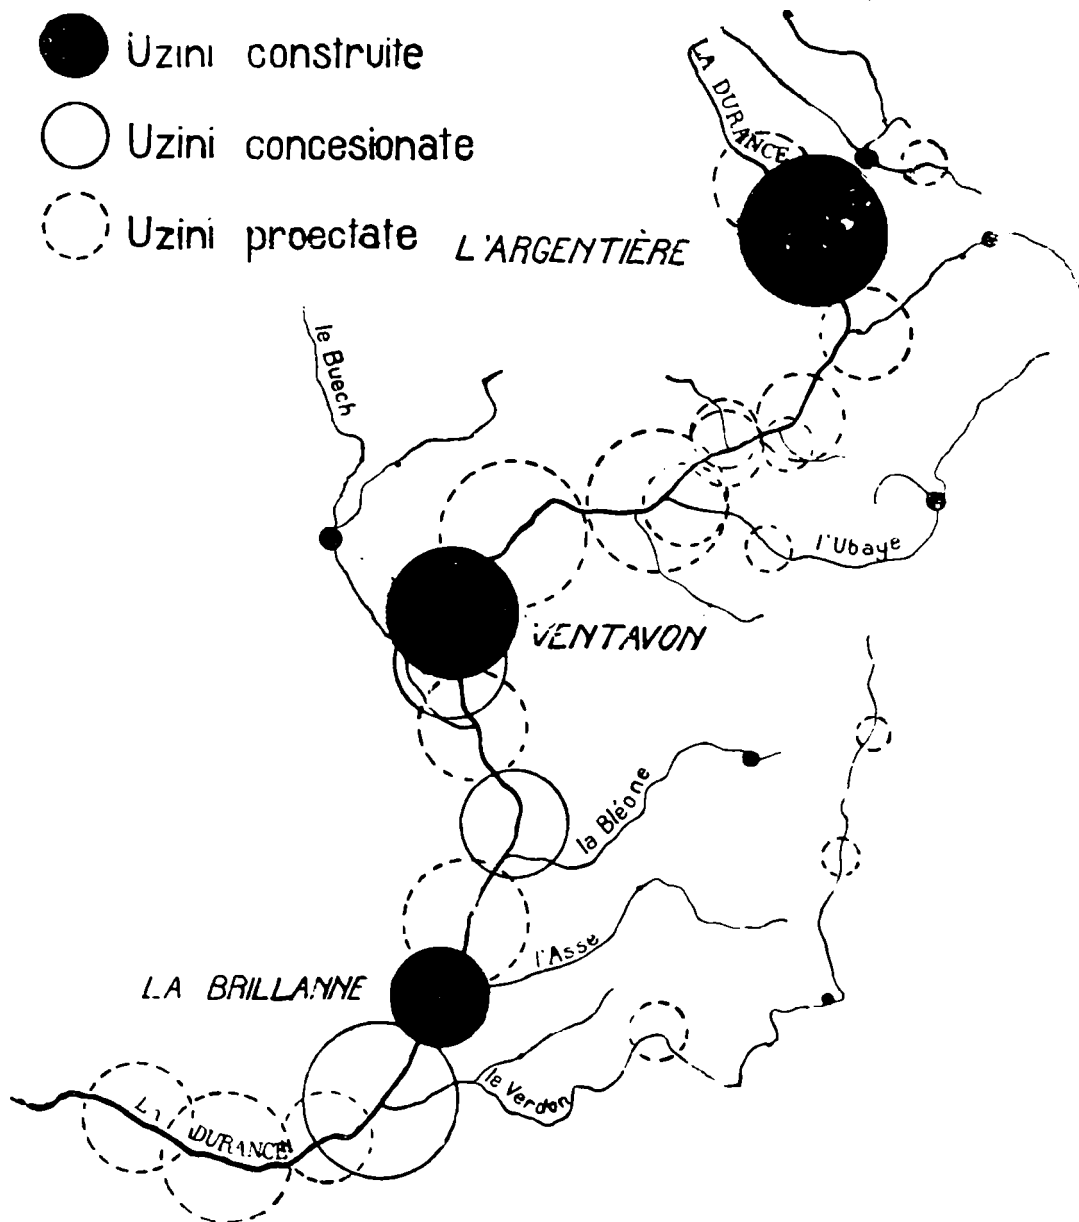 Uzini construite
Uzini concesionate
Uzini proectate
LA DURANCE
L'ARGENTIÈRE
le Buech
l'Ubaye
VENTAVON
la Bléone
l'Asse
LA BRILLANNE
le Verdon
LA DURANCE